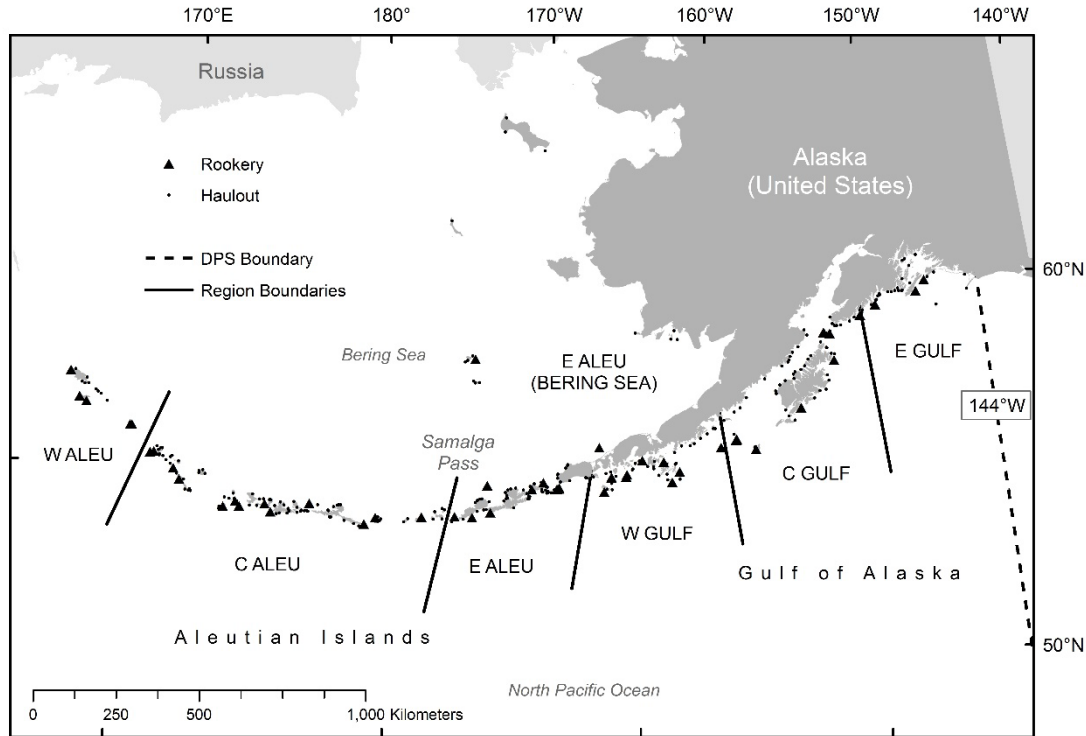 170°E 180° 170°W 160°W 150°W 140°W
Russia
Rookery
Haulout
Alaska
(United States)
DPS Boundary
Region Boundaries
60°N
Bering Sea
E ALEU
(BERING SEA)
E GULF
144°W
W ALEU
Samalga
Pass
C GULF
W GULF
C ALEU
E ALEU
Gulf of Alaska
Aleutian Islands
50°N
North Pacific Ocean
0 250 500 1,000 Kilometers